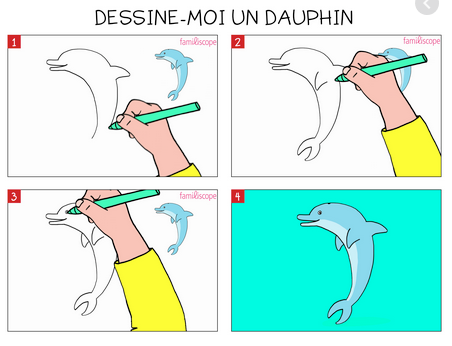 DESSINE-MOI UN DAUPHIN
1
familiscope
2
familiscope
3
familiscope
4